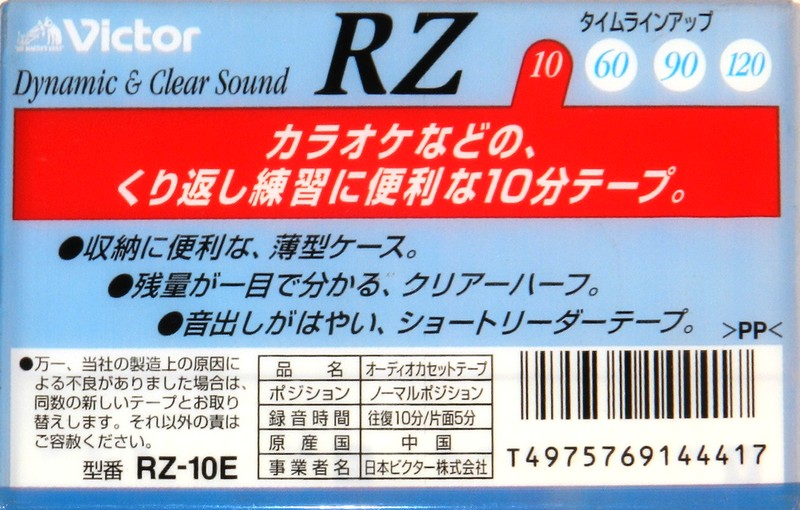 Victor
Dynamic & Clear Sound
RZ
タイムラインアップ
10 60 90 120
カラオケなどの、
くり返し練習に便利な10分テープ。
●収納に便利な、薄型ケース。
●残量が一目で分かる、クリアーハーフ。
●音出しがはやい、ショートリーダーテープ。
>PP<
●万一、当社の製造上の原因に
よる不良がありました場合は、
同数の新しいテープとお取り
替えします。それ以外の責は
ご容赦ください。
型番 RZ-10E
品名 オーディオカセットテープ
ポジション ノーマルポジション
録音時間 往復10分/片面5分
原産国 中国
事業者名 日本ビクター株式会社
T4975769144417